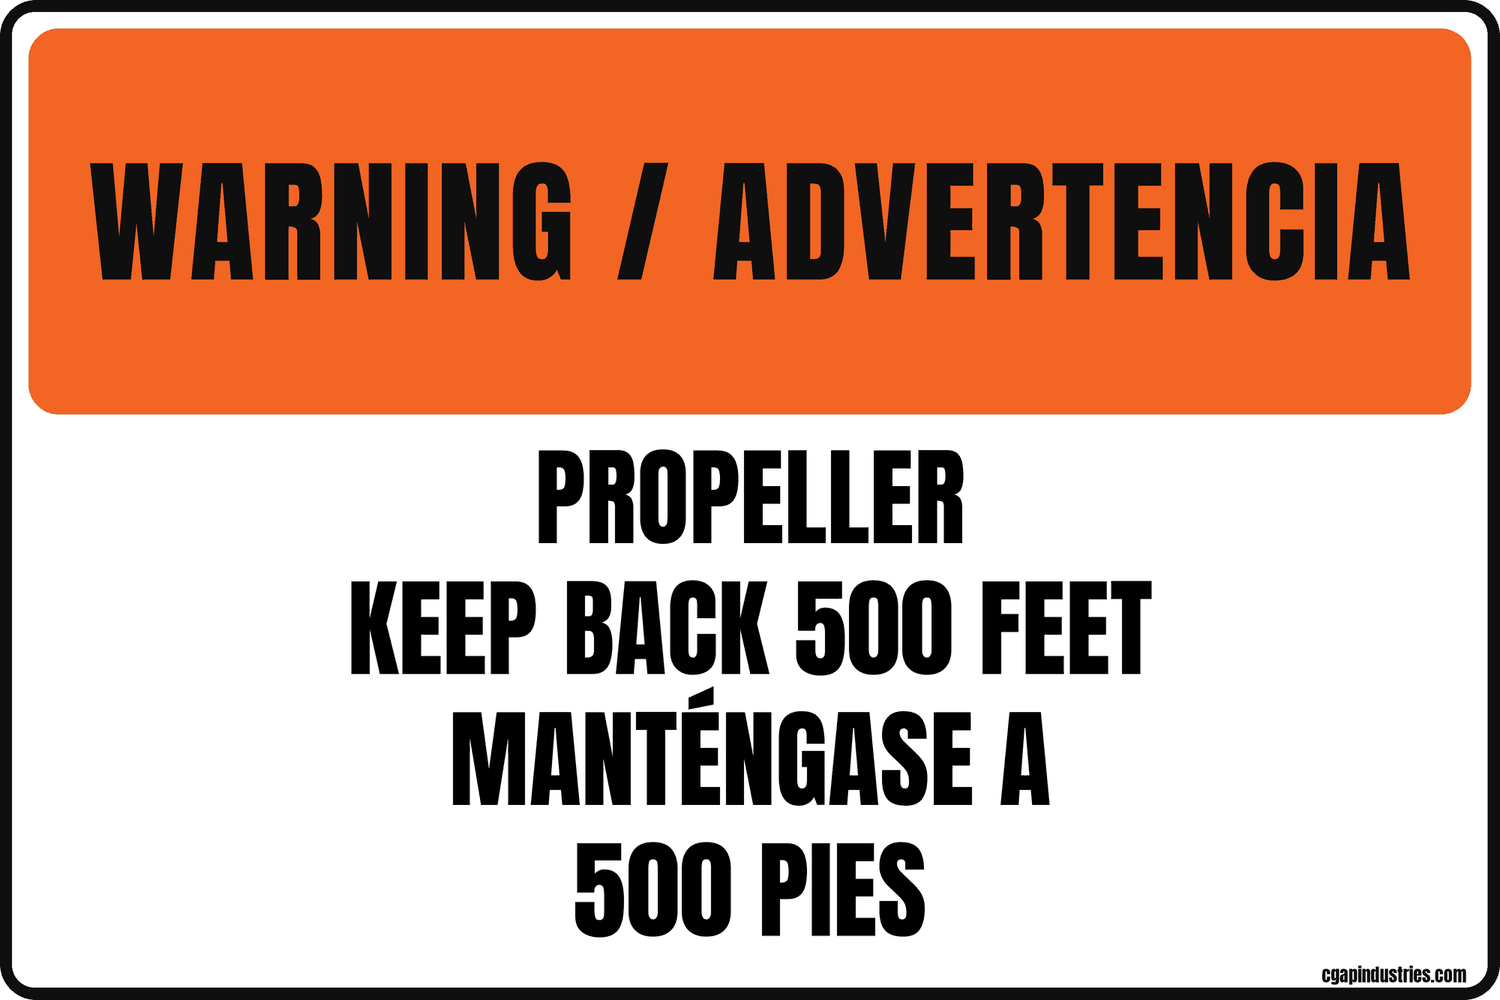 WARNING / ADVERTENCIA
PROPELLER
KEEP BACK 500 FEET
MANTÉNGASE A
500 PIES
cgapindustries.com